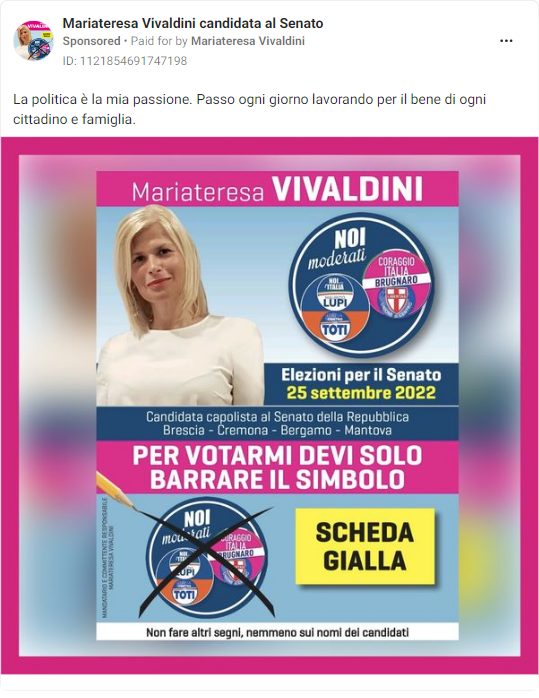 Mariateresa Vivaldini candidata al Senato
Sponsored • Paid for by Mariateresa Vivaldini
ID: 1121854691747198
La politica è la mia passione. Passo ogni giorno lavorando per il bene di ogni
cittadino e famiglia.
Mariateresa VIVALDINI
NOI
moderati
CORAGGIO
ITALIA
BRUGNARO
NOI
L'ITALIA
LUPI
TOTI
Elezioni per il Senato
25 settembre 2022
Candidata capolista al Senato della Repubblica
Brescia - Cremona - Bergamo - Mantova
PER VOTARMI DEVI SOLO
BARRARE IL SIMBOLO
MANDATARIO E COMMITTENTE RESPONSABILE
MARIATERESA VIVALDINI
NOI
moderati
CORAGGIO
ITALIA
BRUGNARO
LUPI
TOTI
SCHEDA
GIALLA
Non fare altri segni, nemmeno sui nomi dei candidati